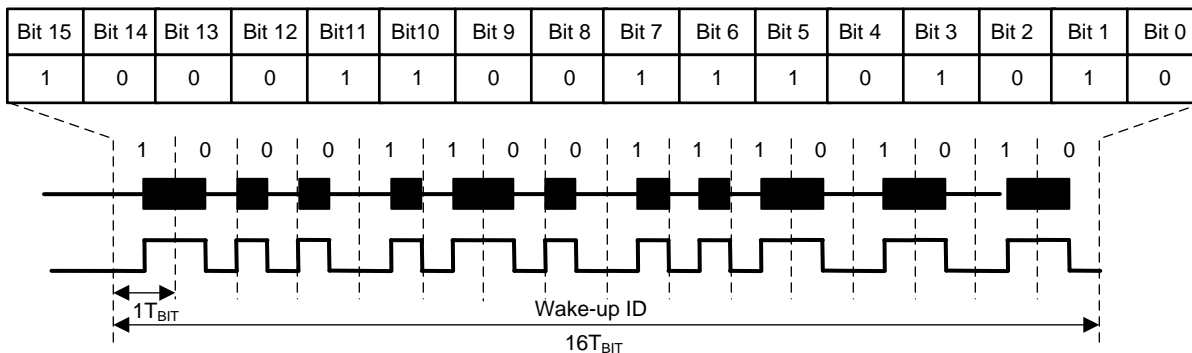 Bit 15 Bit 14 Bit 13 Bit 12 Bit11 Bit10 Bit 9 Bit 8 Bit 7 Bit 6 Bit 5 Bit 4 Bit 3 Bit 2 Bit 1 Bit 0
1 0 0 0 1 1 0 0 1 1 1 0 1 0 1 0
1 0 0 0 1 1 0 0 1 1 1 0 1 0 1 0
1TBIT Wake-up ID
16TBIT